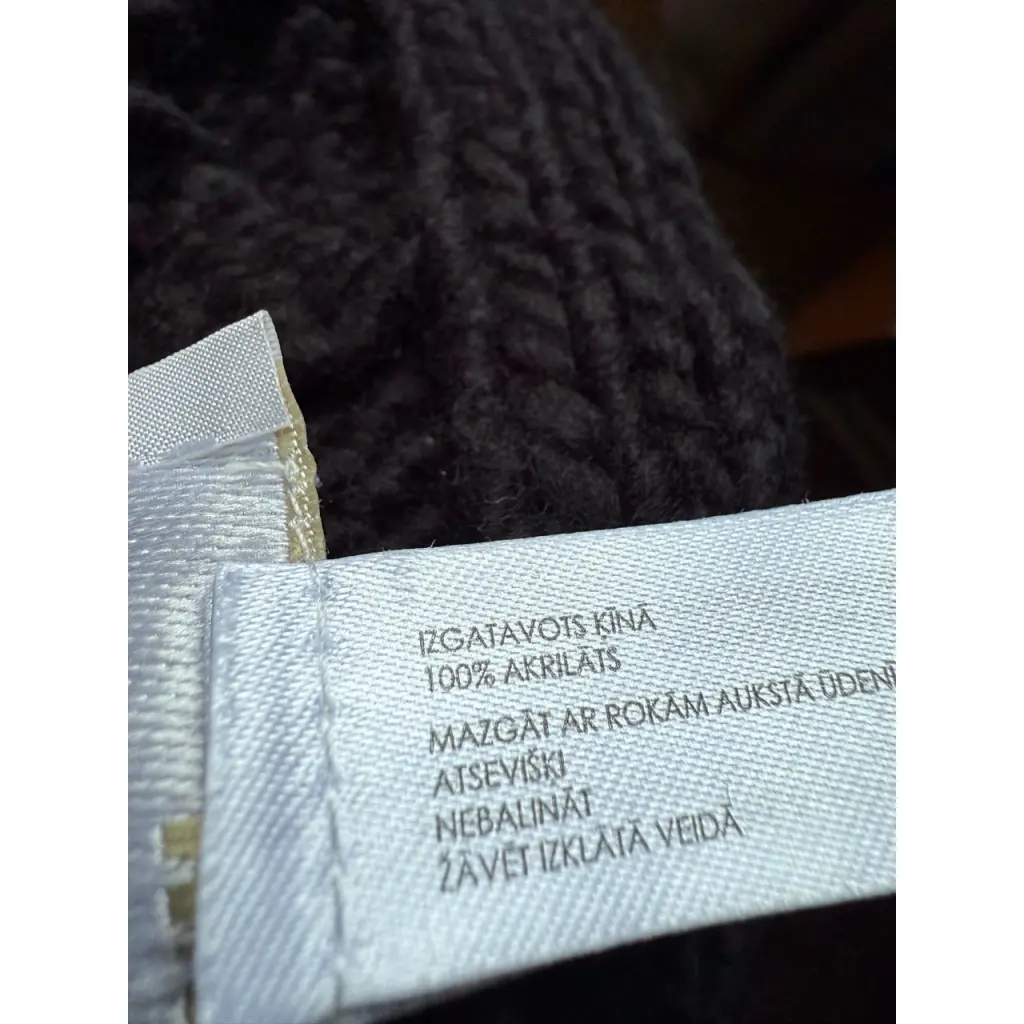 IZGATAVOTS ĶĪNĀ
100% AKRILĀTS
MAZGĀT AR ROKĀM AUKSTĀ ŪDENĪ
ATSEVIŠĶI
NEBALINĀT
ŽĀVĒT IZKLĀTĀ VEIDĀ